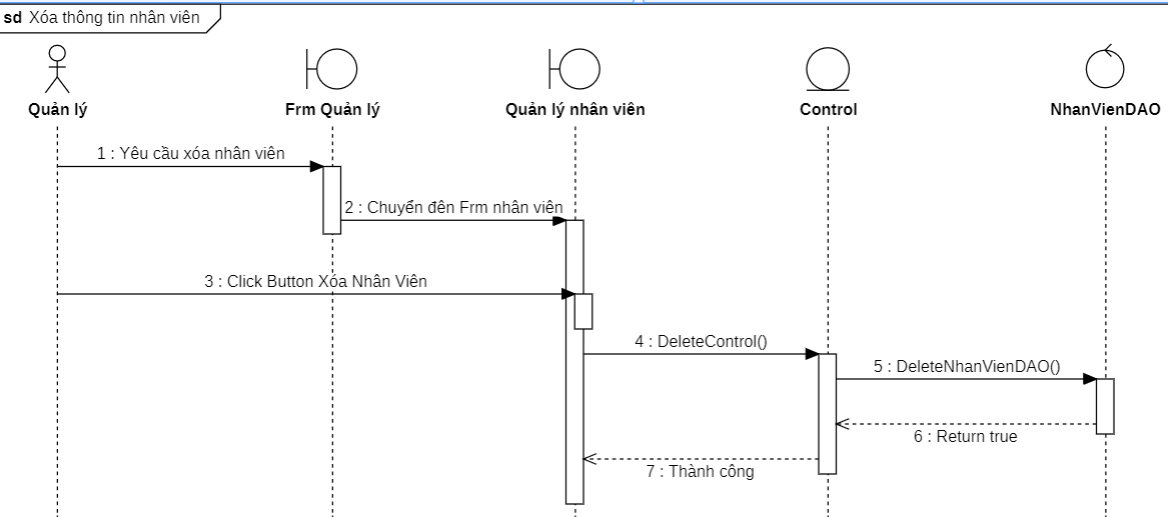 sd Xóa thông tin nhân viên
Quản lý
Frm Quản lý
Quản lý nhân viên
Control
NhanVienDAO
1 : Yêu cầu xóa nhân viên
2 : Chuyển đên Frm nhân viên
3 : Click Button Xóa Nhân Viên
4 : DeleteControl()
5 : DeleteNhanVienDAO()
6 : Return true
7 : Thành công